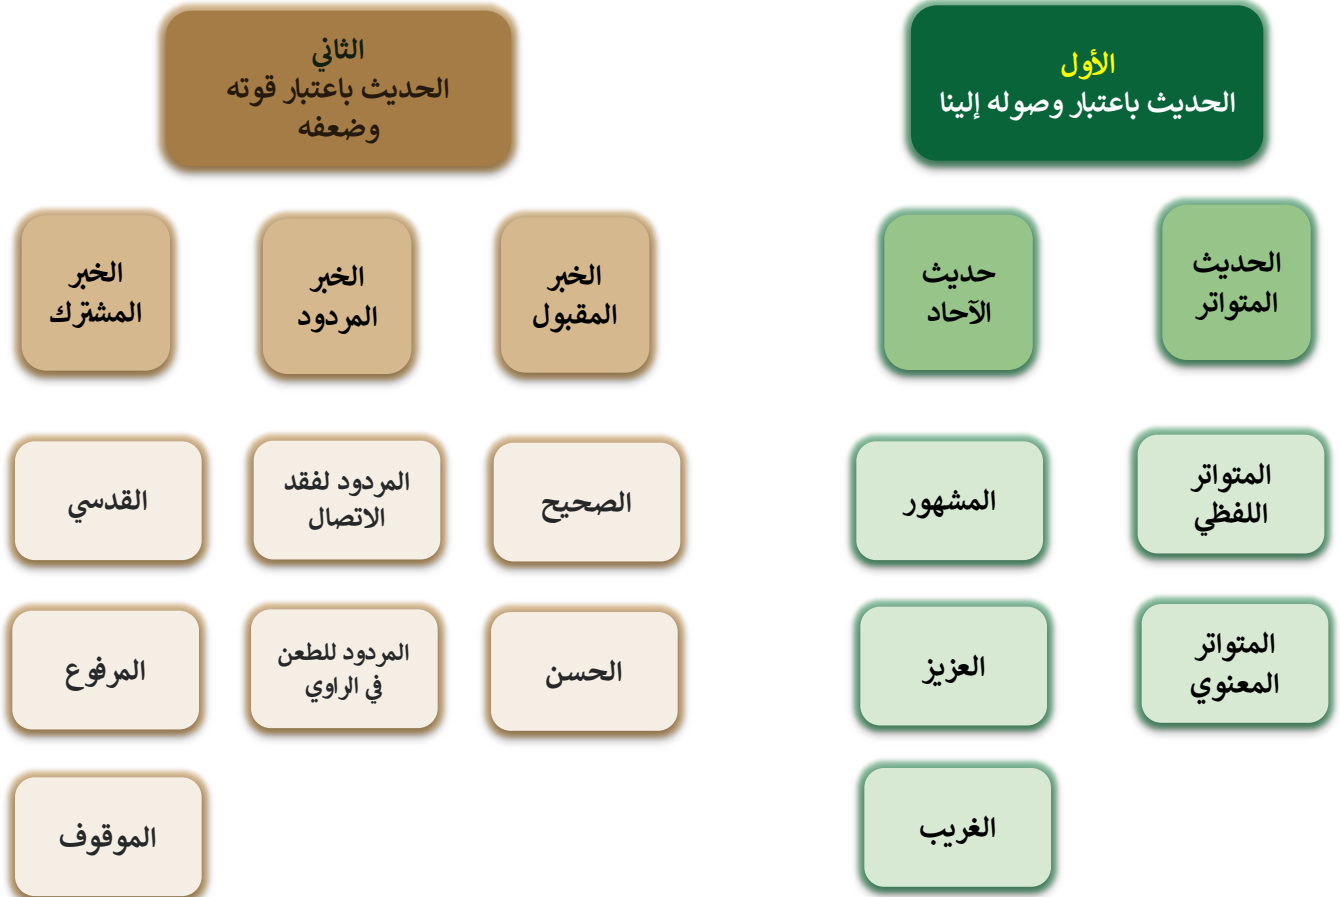 الأول
الحديث باعتبار وصوله إلينا
الحديث
المتواتر
حديث
الآحاد
المتواتر
اللفظي
المشهور
المتواتر
المعنوي
العزيز
الغريب
الثاني
الحديث باعتبار قوته
وضعفه
الخبر
المقبول
الخبر
المردود
الخبر
المشترك
الصحيح
المردود لفقد
الاتصال
القدسي
الحسن
المردود للطعن
في الراوي
المرفوع
الموقوف